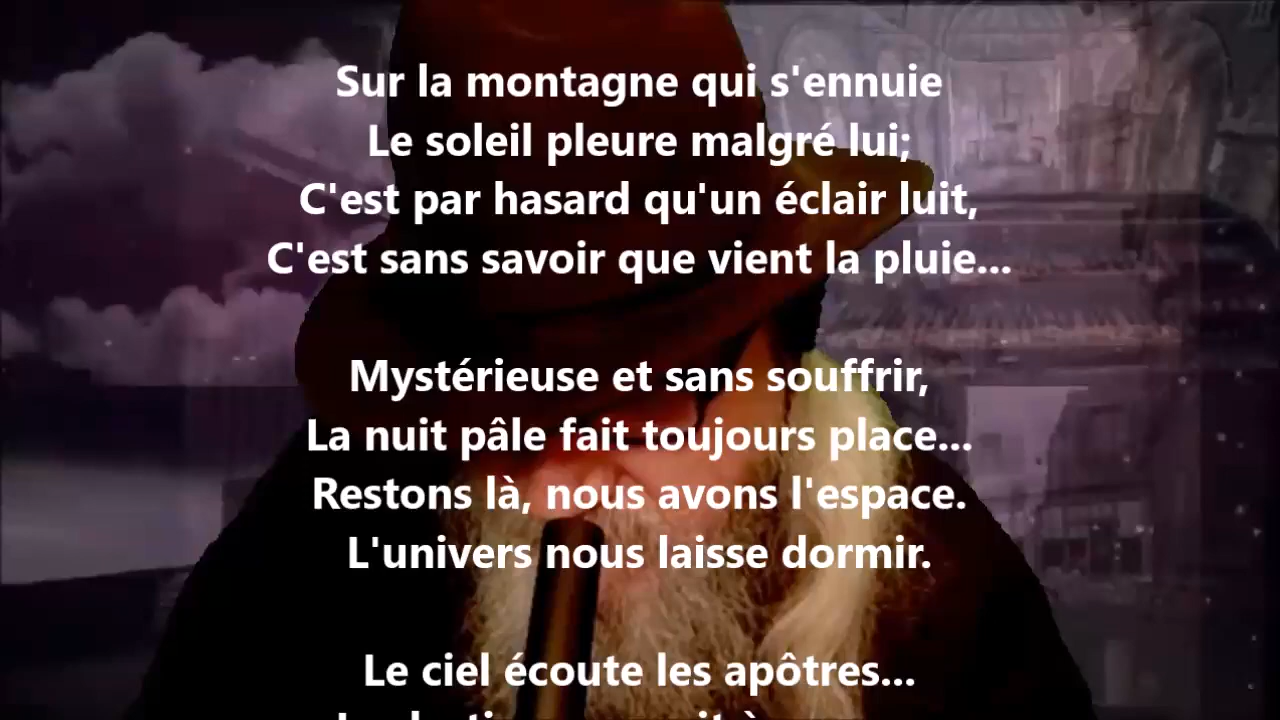 Sur la montagne qui s'ennuie
Le soleil pleure malgré lui;
C'est par hasard qu'un éclair luit,
C'est sans savoir que vient la pluie...
Mystérieuse et sans souffrir,
La nuit pâle fait toujours place...
Restons là, nous avons l'espace.
L'univers nous laisse dormir.
Le ciel écoute les apôtres...